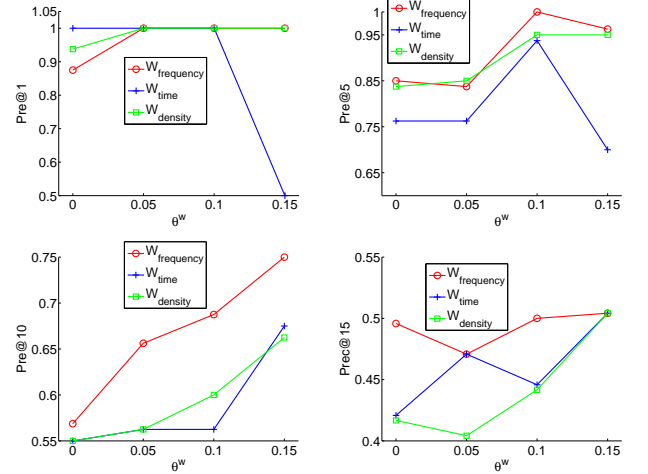 1.05
1
0.9
0.8
0.7
0.6
0.5
Pre@1
0 0.05 0.1 0.15
θ^w
W_frequency
W_time
W_density
1
0.95
0.85
0.75
0.65
Pre@5
0 0.05 0.1 0.15
θ^w
W_frequency
W_time
W_density
0.10
0.7
0.65
0.6
0.55
Pre@10
0 0.05 0.1 0.15
θ^w
W_frequency
W_time
W_density
0.55
0.5
0.45
0.4
Prec@15
0 0.05 0.1 0.15
θ^w
W_frequency
W_time
W_density